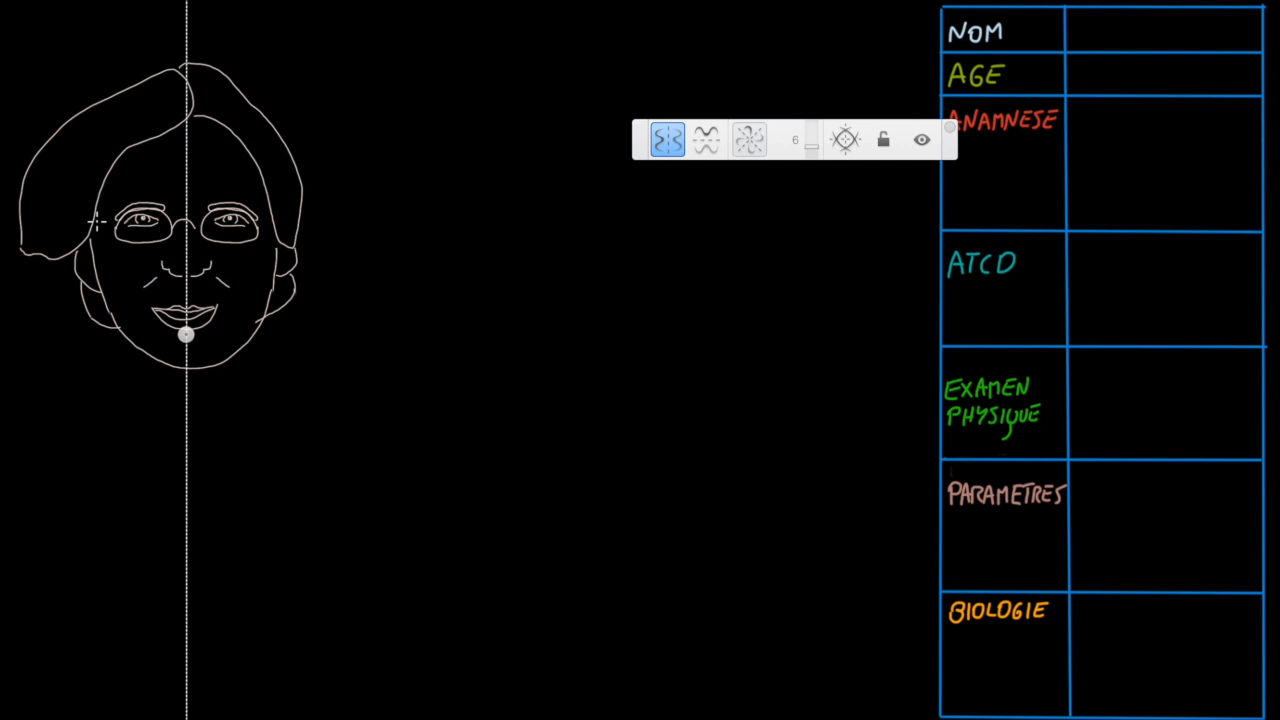 NOM
AGE
ANAMNESE
6
ATCD
EXAMEN
PHYSIQUE
PARAMETRES
BIOLOGIE